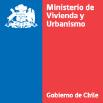 Ministerio de
Vivienda y
Urbanismo
Gobierno de Chile